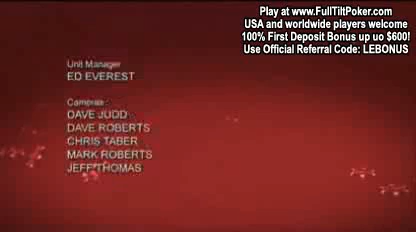 Play at www.FullTiltPoker.com
USA and worldwide players welcome
100% First Deposit Bonus up uo $600!
Use Official Referral Code: LEBONUS
Unit Manager
ED EVEREST
Cameras:
DAVE JUDD
DAVE ROBERTS
CHRIS TABER
MARK ROBERTS
JEFF THOMAS